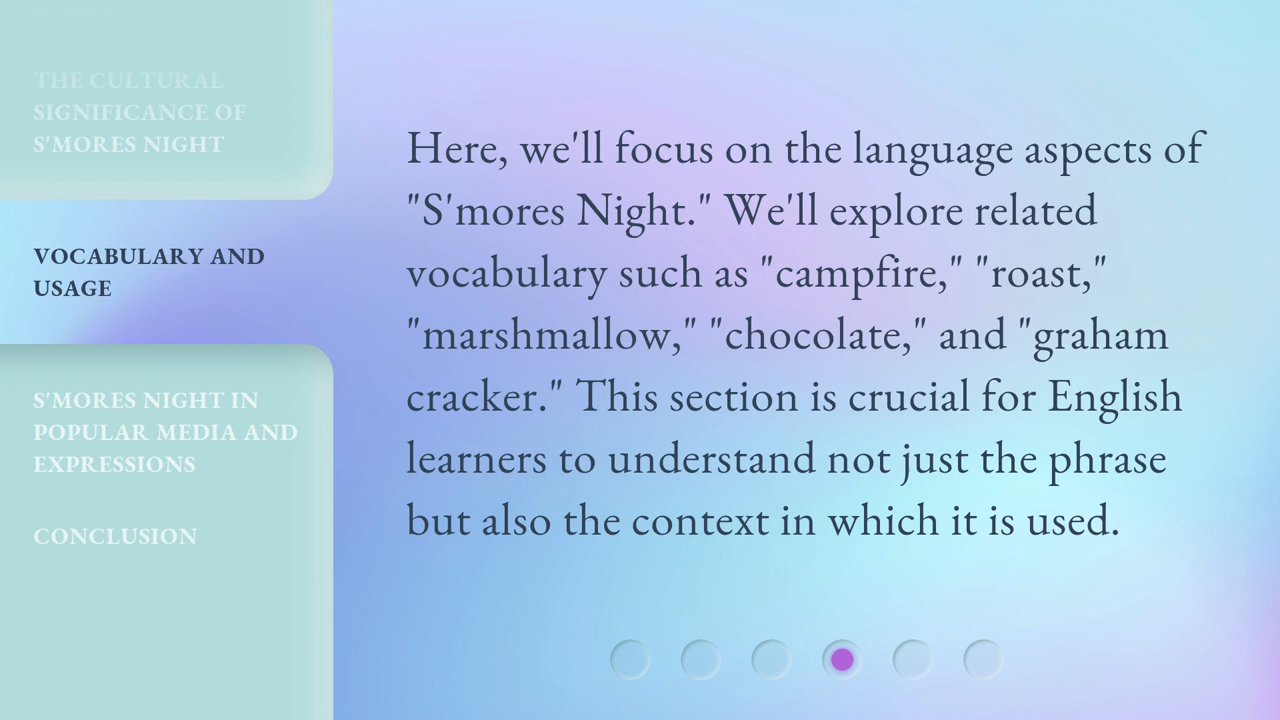 THE CULTURAL
SIGNIFICANCE OF
S'MORES NIGHT
VOCABULARY AND
USAGE
S'MORES NIGHT IN
POPULAR MEDIA AND
EXPRESSIONS
CONCLUSION
Here, we'll focus on the language aspects of
"S'mores Night." We'll explore related
vocabulary such as "campfire," "roast,"
"marshmallow," "chocolate," and "graham
cracker." This section is crucial for English
learners to understand not just the phrase
but also the context in which it is used.